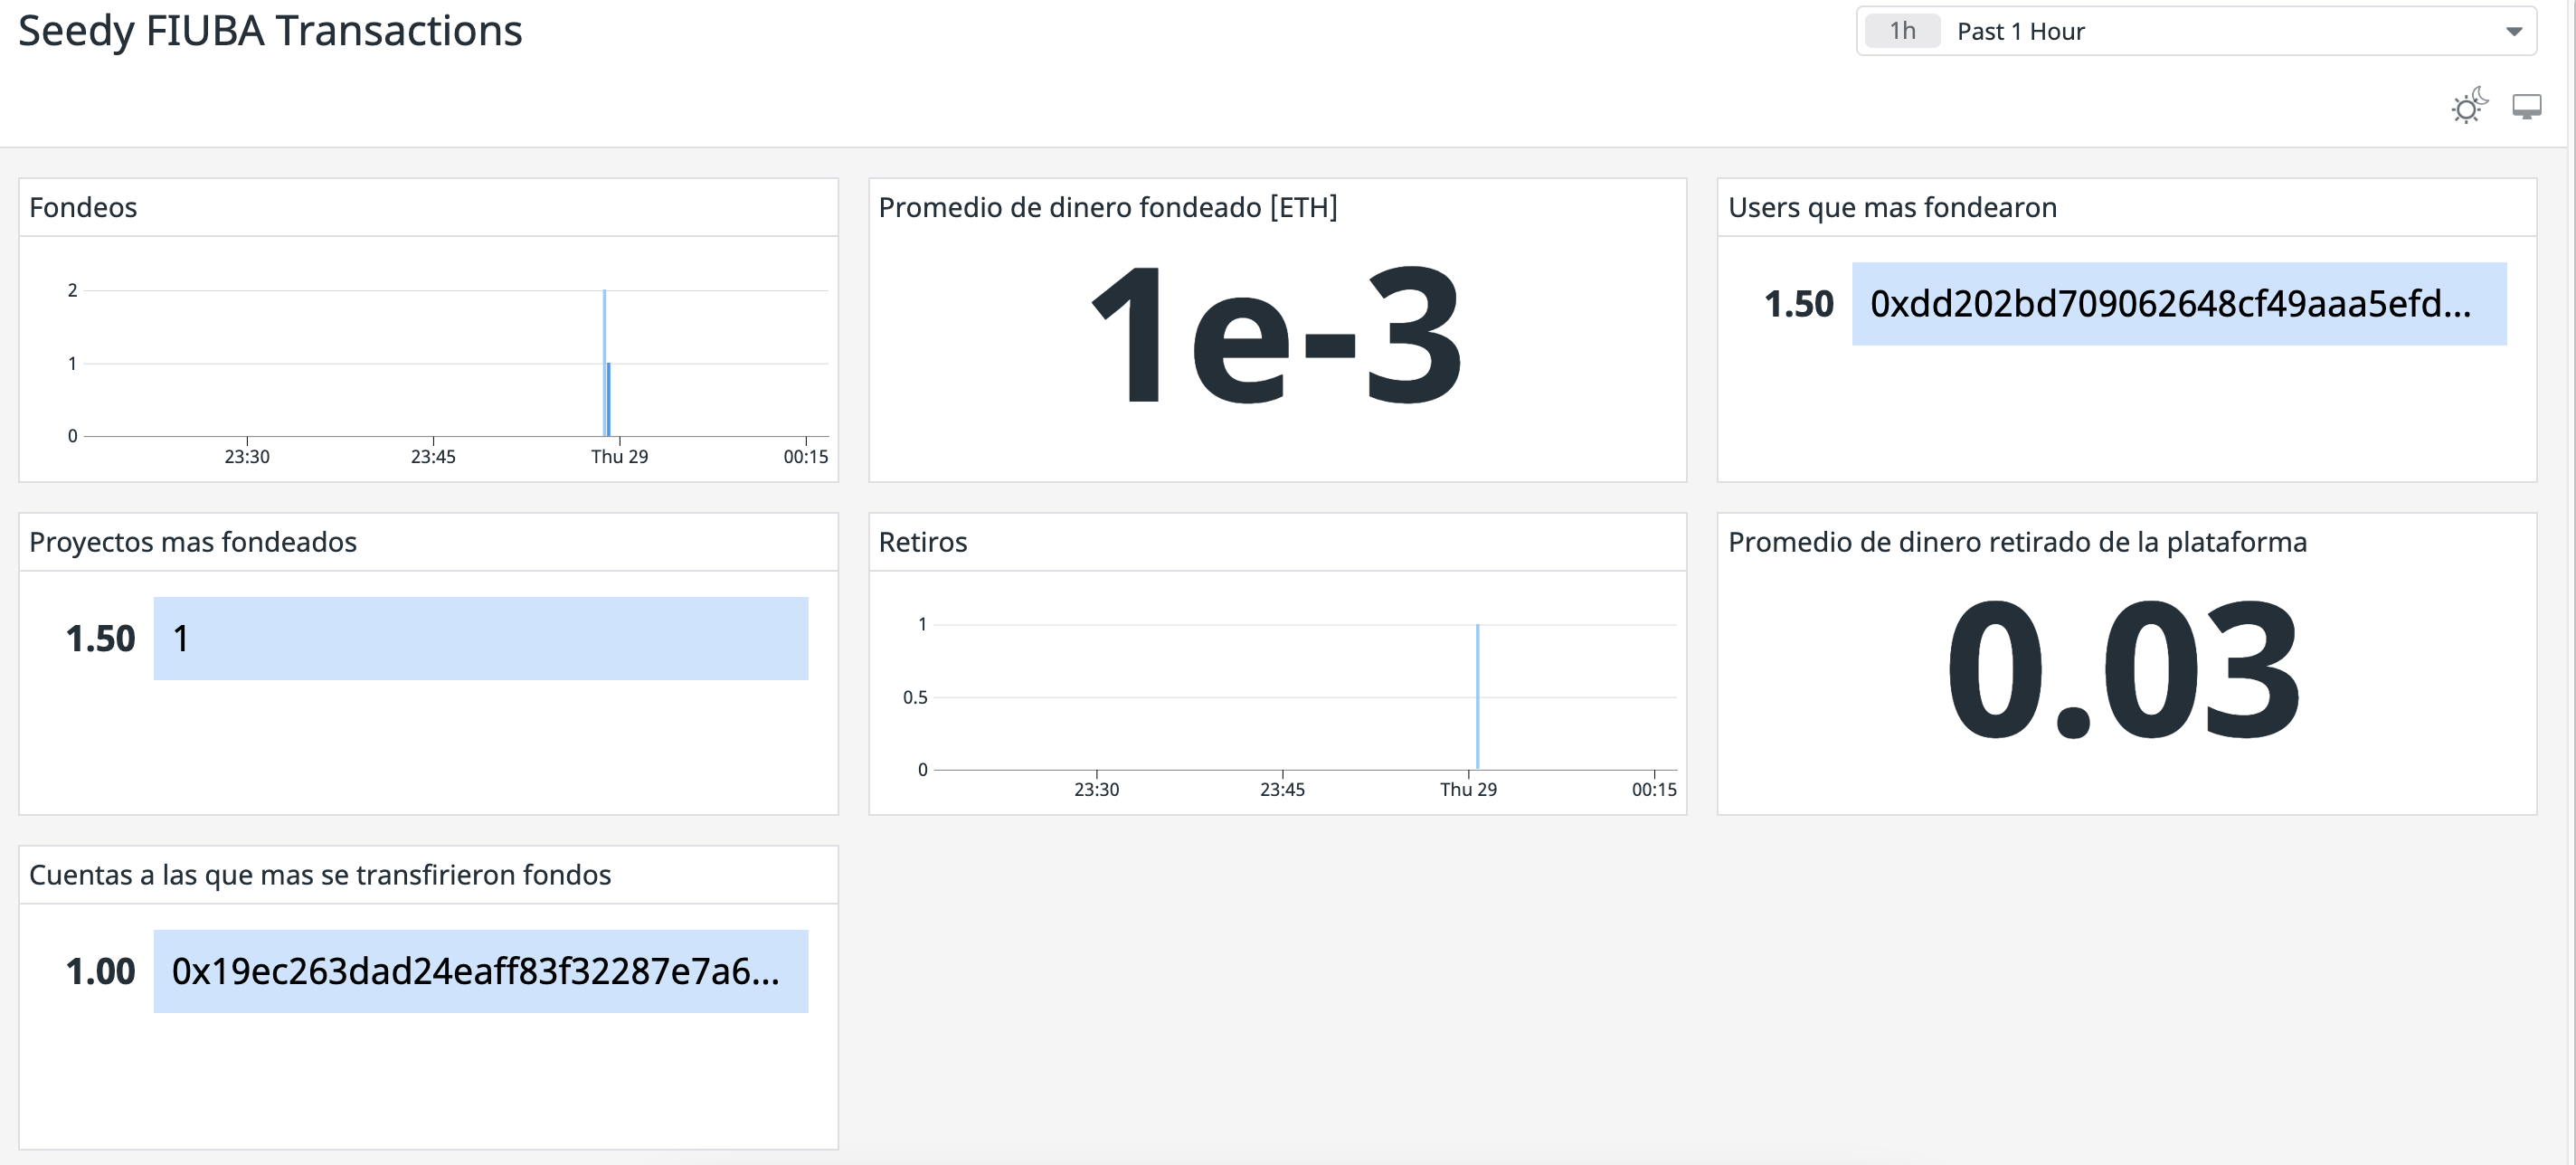 Seedy FIUBA Transactions
1h Past 1 Hour
Fondeos
2
1
0
23:30 23:45 Thu 29 00:15
Promedio de dinero fondeado [ETH]
1e-3
Users que mas fondearon
1.50 0xdd202bd709062648cf49aaa5efd...
Proyectos mas fondeados
1.50 1
Retiros
1
0.5
0
23:30 23:45 Thu 29 00:15
Promedio de dinero retirado de la plataforma
0.03
Cuentas a las que mas se transfirieron fondos
1.00 0x19ec263dad24eaff83f32287e7a6...